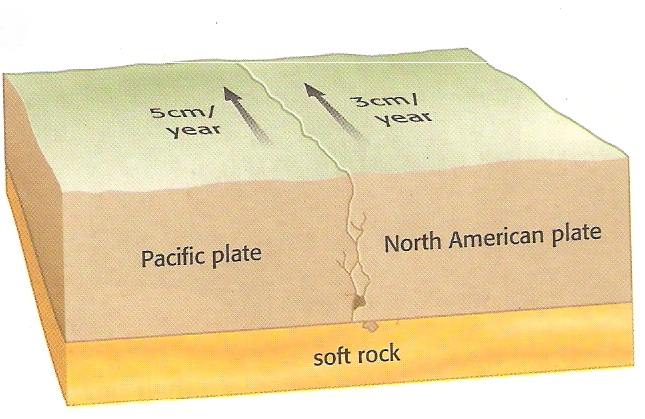 5cm/
year
3cm/
year
Pacific plate
North American plate
soft rock